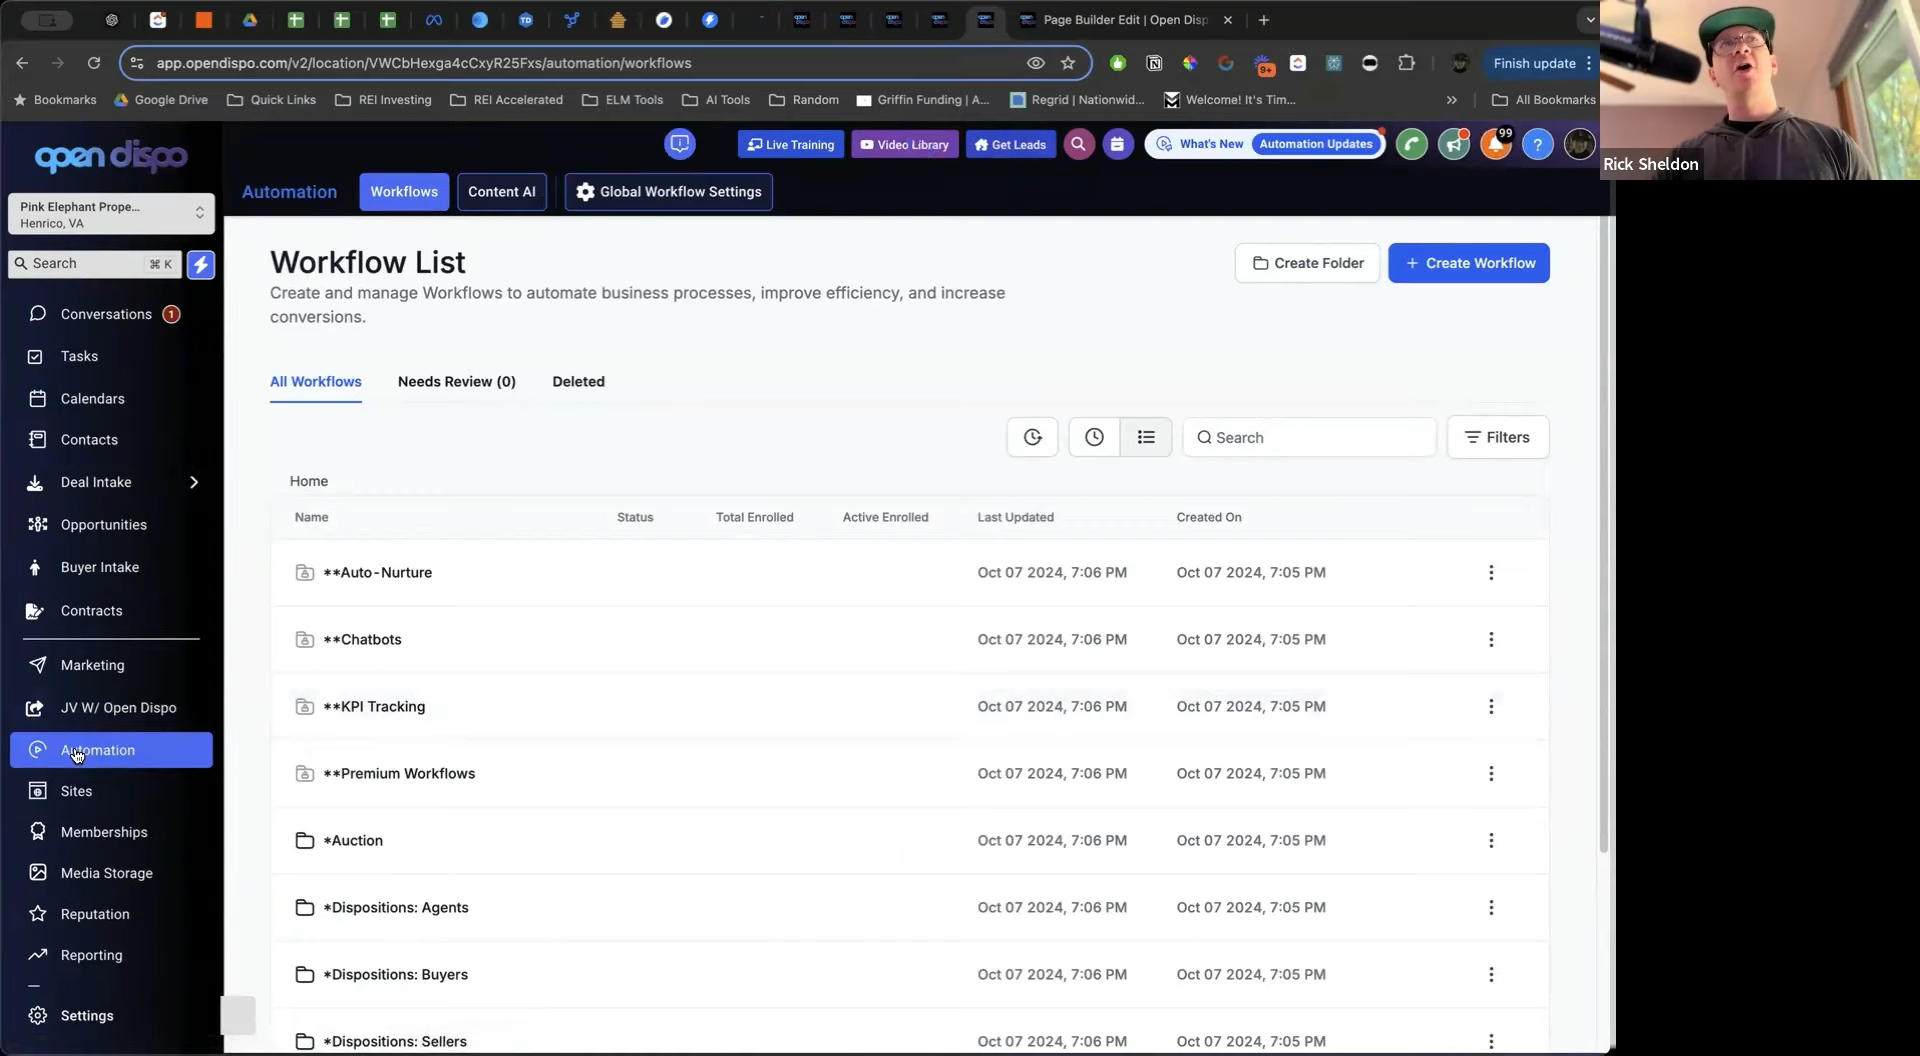 Page Builder Edit | Open Disp
app.opendispo.com/v2/location/VWCbHexga4cCxyR25Fxs/automation/workflows
9+
Finish update
Bookmarks
Google Drive
Quick Links
REI Investing
REI Accelerated
ELM Tools
AI Tools
Random
Griffin Funding | A...
Regrid | Nationwid...
Welcome! It's Tim...
All Bookmarks
Rick Sheldon
open dispo
Live Training
Video Library
Get Leads
What's New
Automation Updates
99
Automation
Workflows
Content AI
Global Workflow Settings
Pink Elephant Prope...
Henrico, VA
Search
⌘ K
Conversations
1
Tasks
Calendars
Contacts
Deal Intake
Opportunities
Buyer Intake
Contracts
Marketing
JV W/ Open Dispo
Automation
Sites
Memberships
Media Storage
Reputation
Reporting
Settings
Workflow List
Create and manage Workflows to automate business processes, improve efficiency, and increase
conversions.
Create Folder
+ Create Workflow
All Workflows
Needs Review (0)
Deleted
Search
Filters
Home
Name Status Total Enrolled Active Enrolled Last Updated Created On
**Auto-Nurture Oct 07 2024, 7:06 PM Oct 07 2024, 7:05 PM
**Chatbots Oct 07 2024, 7:06 PM Oct 07 2024, 7:05 PM
**KPI Tracking Oct 07 2024, 7:06 PM Oct 07 2024, 7:05 PM
**Premium Workflows Oct 07 2024, 7:06 PM Oct 07 2024, 7:05 PM
*Auction Oct 07 2024, 7:06 PM Oct 07 2024, 7:05 PM
*Dispositions: Agents Oct 07 2024, 7:06 PM Oct 07 2024, 7:05 PM
*Dispositions: Buyers Oct 07 2024, 7:06 PM Oct 07 2024, 7:05 PM
*Dispositions: Sellers Oct 07 2024, 7:06 PM Oct 07 2024, 7:05 PM